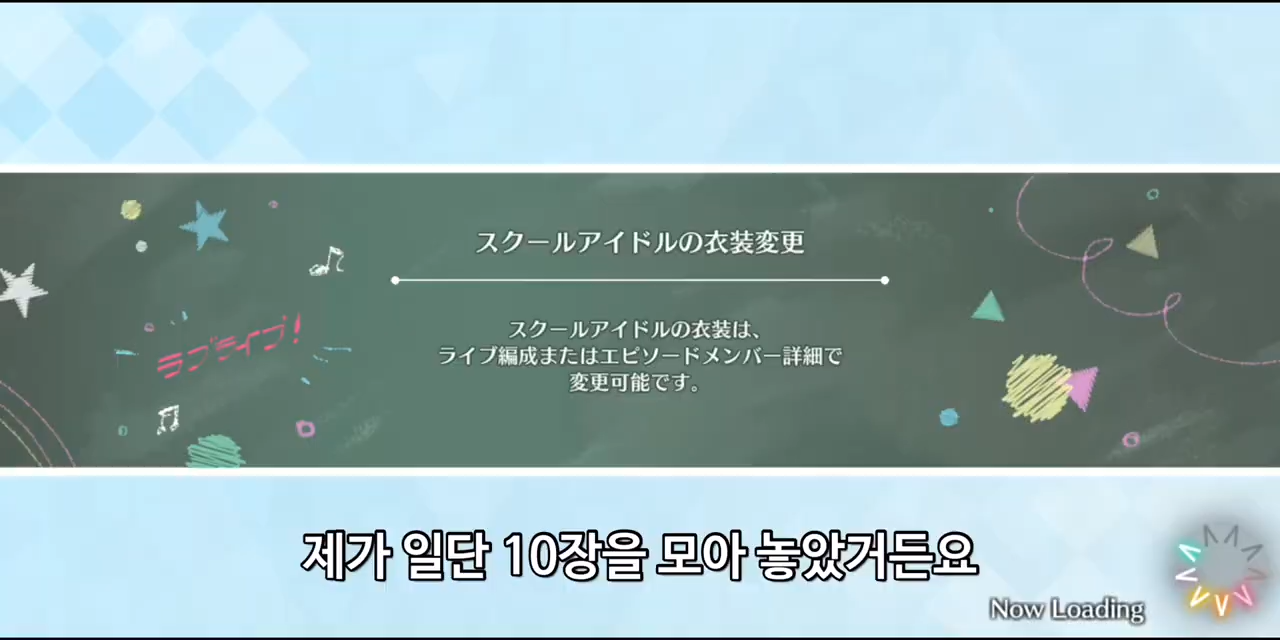 スクールアイドルの衣装変更
ラブライブ!
スクールアイドルの衣装は、
ライブ編成またはエピソードメンバー詳細で
変更可能です。
제가 일단 10장을 모아 놓았거든요
Now Loading